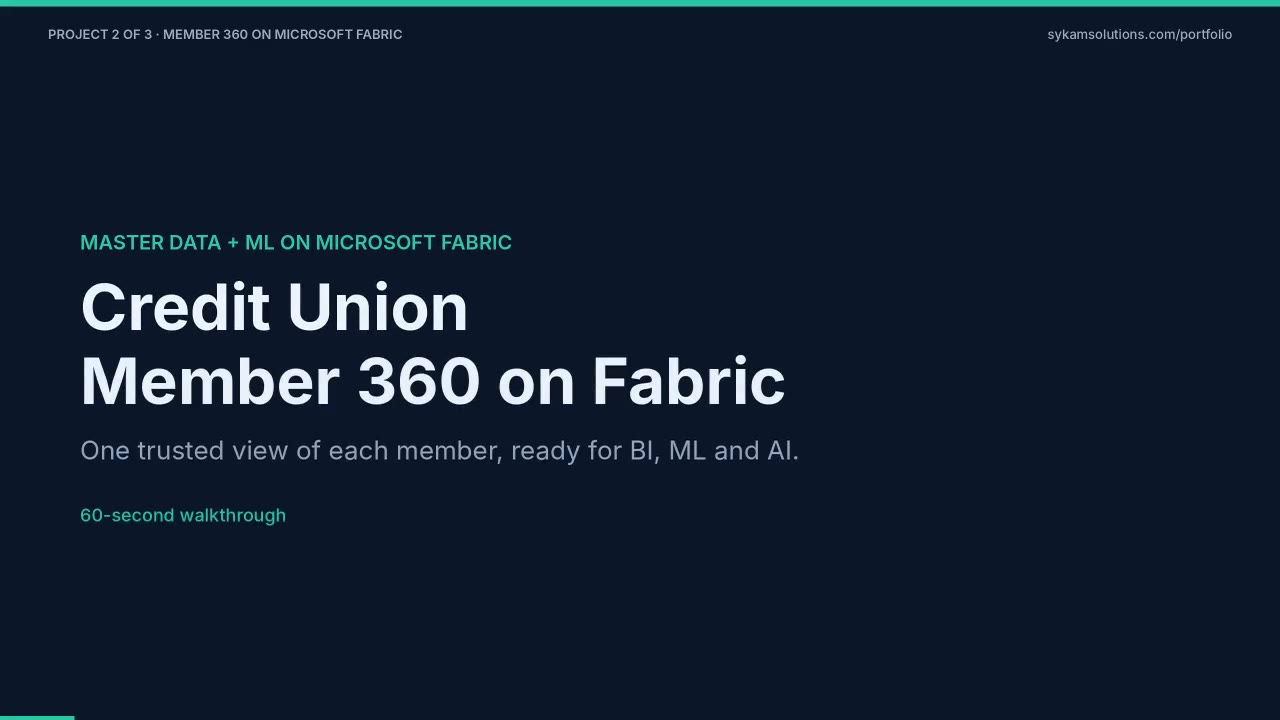 PROJECT 2 OF 3 · MEMBER 360 ON MICROSOFT FABRIC
sykamsolutions.com/portfolio
MASTER DATA + ML ON MICROSOFT FABRIC
Credit Union
Member 360 on Fabric
One trusted view of each member, ready for BI, ML and AI.
60-second walkthrough